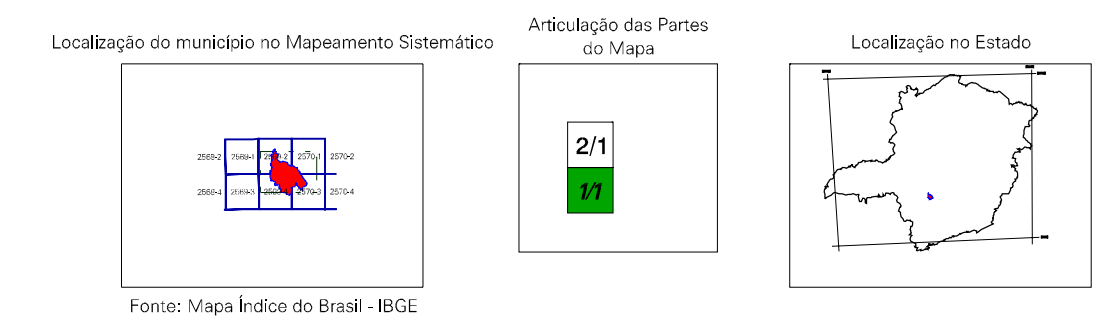 Localização do município no Mapeamento Sistemático
2568-2 2569-1 2570-1 2570-2
2568-4 2569-3 2570-3 2570-4
Fonte: Mapa Índice do Brasil - IBGE
Articulação das Partes
do Mapa
2/1
1/1
Localização no Estado